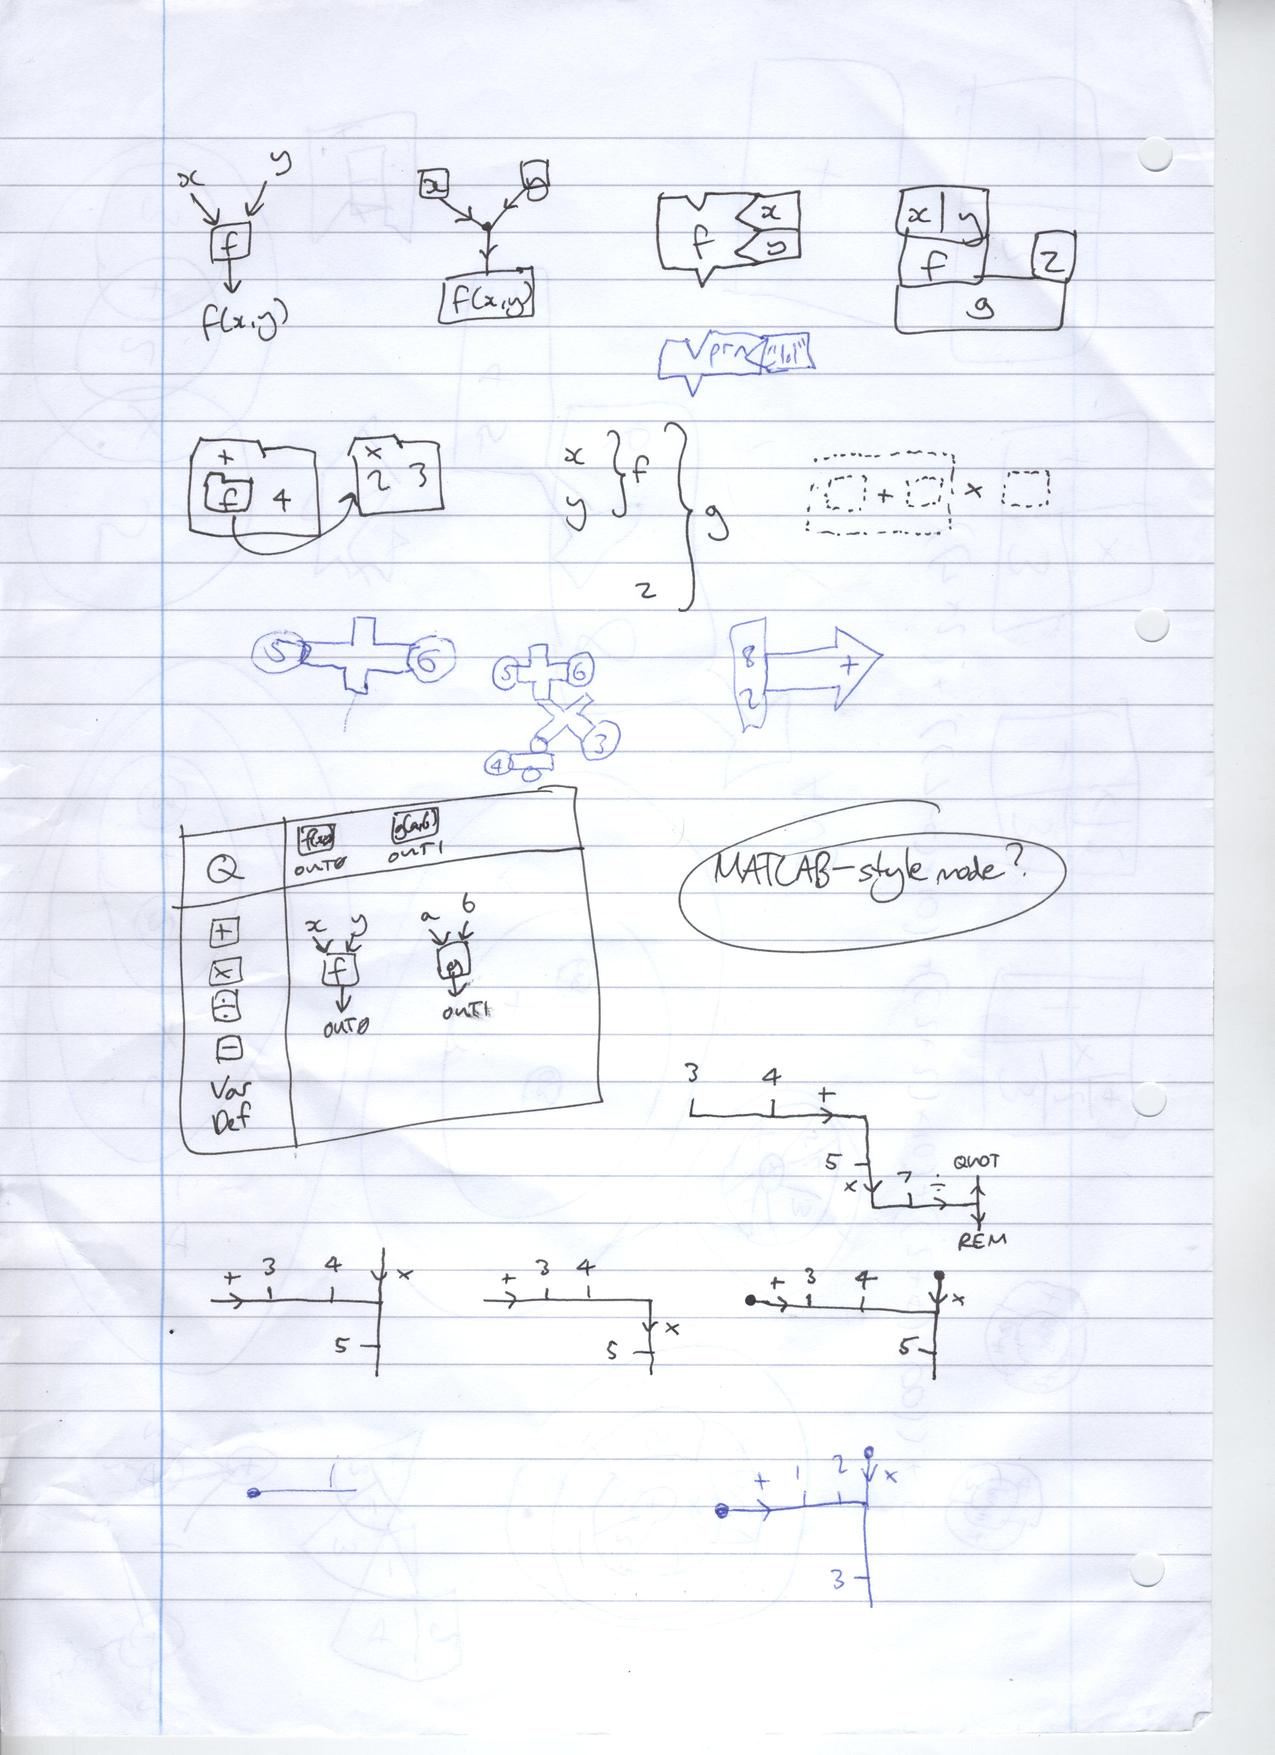 x y
f
f(x,y)
x
f(x,y)
f x
y
x | y
f z
g
prn "lol"
+
f 4
x
2 3
x } f } g
y
z
+ x
5 6
5 6
3
4
8 +
2
Q
OUT0 g(a,b)
OUT1
+
x
÷
−
Var
Def
x y
f
OUT0
a b
g
OUT1
MATLAB-style node?
3 4 +
5
x 7 ÷ QUOT
REM
+ 3 4 x
5
+ 3 4 x
5
+ 3 4 x
5
1
+ 1 2 x
3